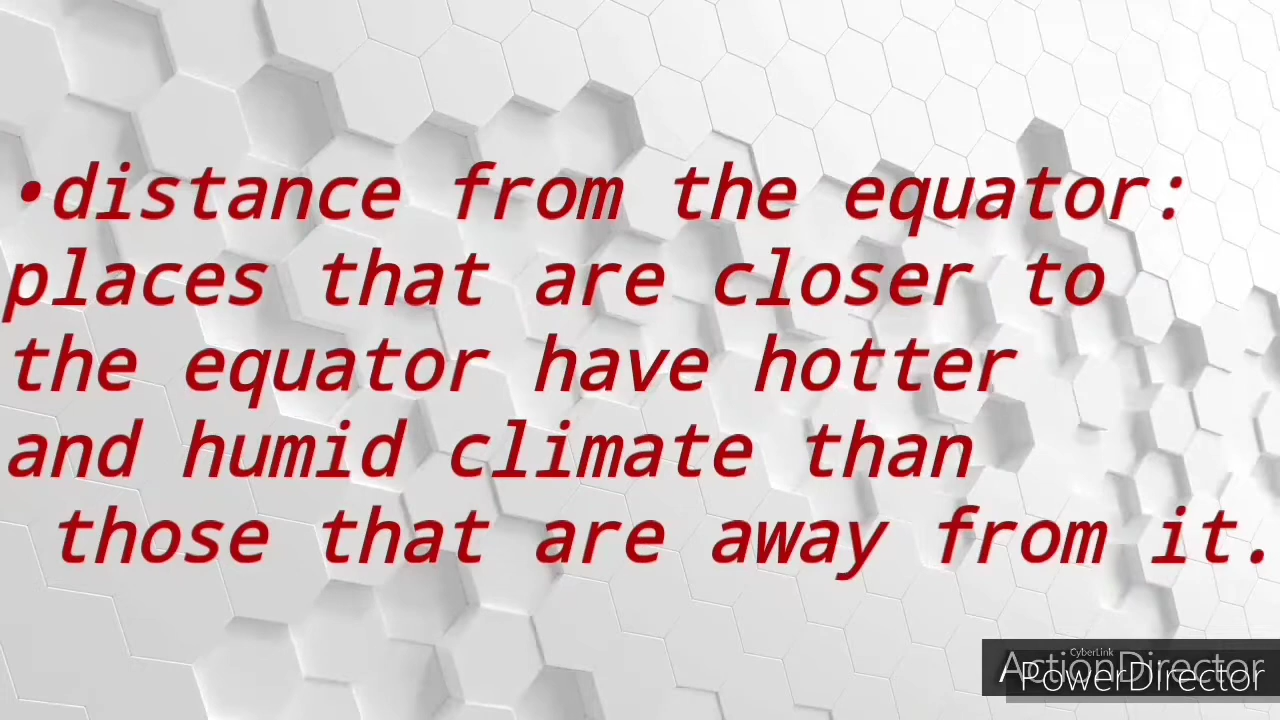 •distance from the equator:
places that are closer to
the equator have hotter
and humid climate than
those that are away from it.
CyberLink
ActionDirector
PowerDirector